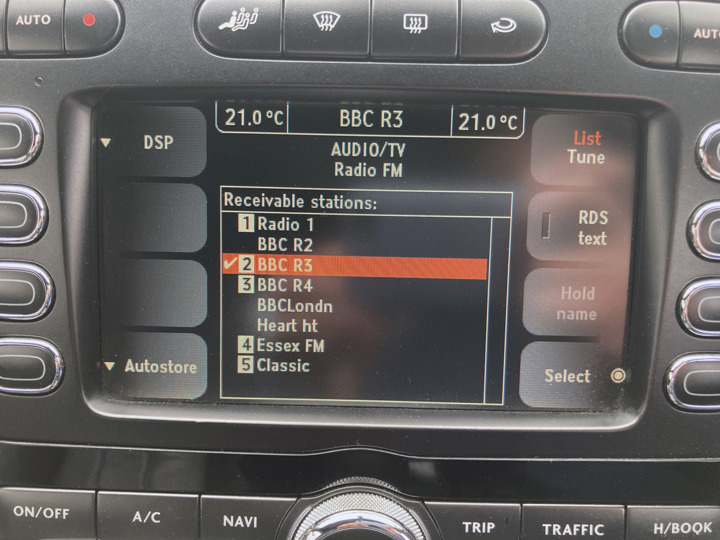 AUTO
AUTO
21.0 °C BBC R3 21.0 °C
DSP
AUDIO/TV
Radio FM
List
Tune
Receivable stations:
1 Radio 1
BBC R2
✓ 2 BBC R3
3 BBC R4
BBCLondn
Heart ht
4 Essex FM
5 Classic
RDS
text
Hold
name
Autostore
Select
ON/OFF A/C NAVI TRIP TRAFFIC H/BOOK